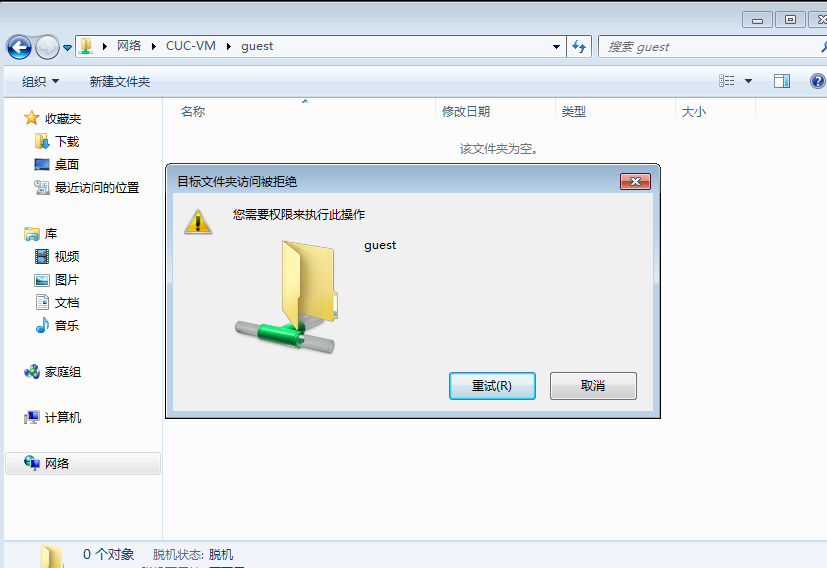 网络 CUC-VM guest
搜索 guest
组织 新建文件夹
名称 修改日期 类型 大小
该文件夹为空。
收藏夹
下载
桌面
最近访问的位置
库
视频
图片
文档
音乐
家庭组
计算机
网络
目标文件夹访问被拒绝
您需要权限来执行此操作
guest
重试(R) 取消
0 个对象 脱机状态: 脱机